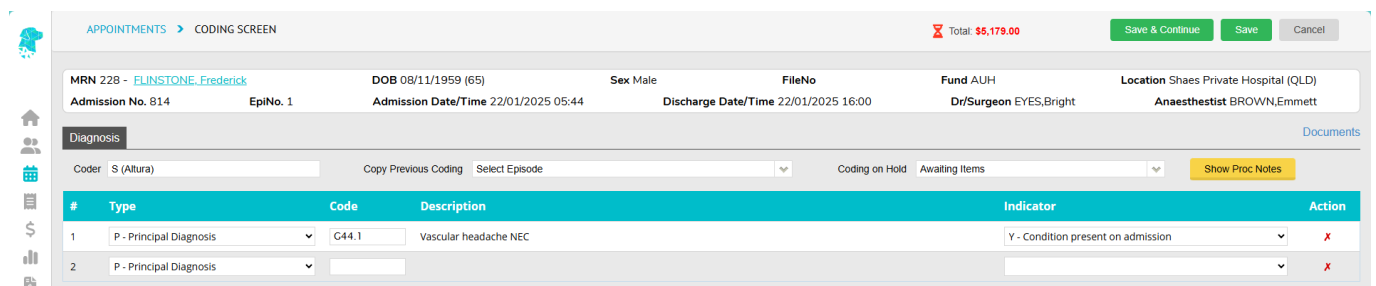 APPOINTMENTS > CODING SCREEN Total: $5,179.00 Save & Continue Save Cancel
MRN 228 - FLINSTONE, Frederick DOB 08/11/1959 (65) Sex Male FileNo Fund AUH Location Shaes Private Hospital (QLD)
Admission No. 814 EpiNo. 1 Admission Date/Time 22/01/2025 05:44 Discharge Date/Time 22/01/2025 16:00 Dr/Surgeon EYES,Bright Anaesthestist BROWN,Emmett
Diagnosis Documents
Coder S (Altura) Copy Previous Coding Select Episode Coding on Hold Awaiting Items Show Proc Notes
# Type Code Description Indicator Action
1 P - Principal Diagnosis G44.1 Vascular headache NEC Y - Condition present on admission ✗
2 P - Principal Diagnosis ✗